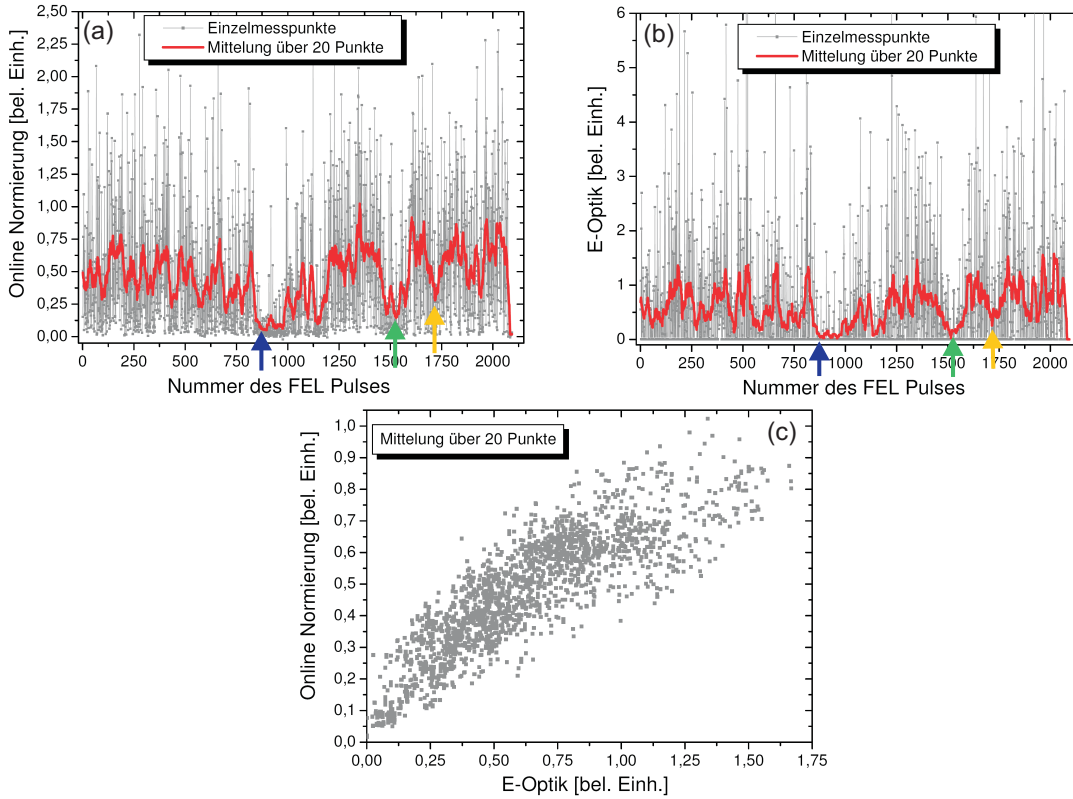 (a)
Einzelmesspunkte
Mittelung über 20 Punkte
2,50
2,25
2,00
1,75
1,50
1,25
1,00
0,75
0,50
0,25
0,00
Online Normierung [bel. Einh.]
0 250 500 750 1000 1250 1500 1750 2000
Nummer des FEL Pulses
(b)
Einzelmesspunkte
Mittelung über 20 Punkte
6
5
4
3
2
1
0
E-Optik [bel. Einh.]
0 250 500 750 1000 1250 1500 1750 2000
Nummer des FEL Pulses
(c)
Mittelung über 20 Punkte
1,0
0,9
0,8
0,7
0,6
0,5
0,4
0,3
0,2
0,1
0,0
Online Normierung [bel. Einh.]
0,00 0,25 0,50 0,75 1,00 1,25 1,50 1,75
E-Optik [bel. Einh.]